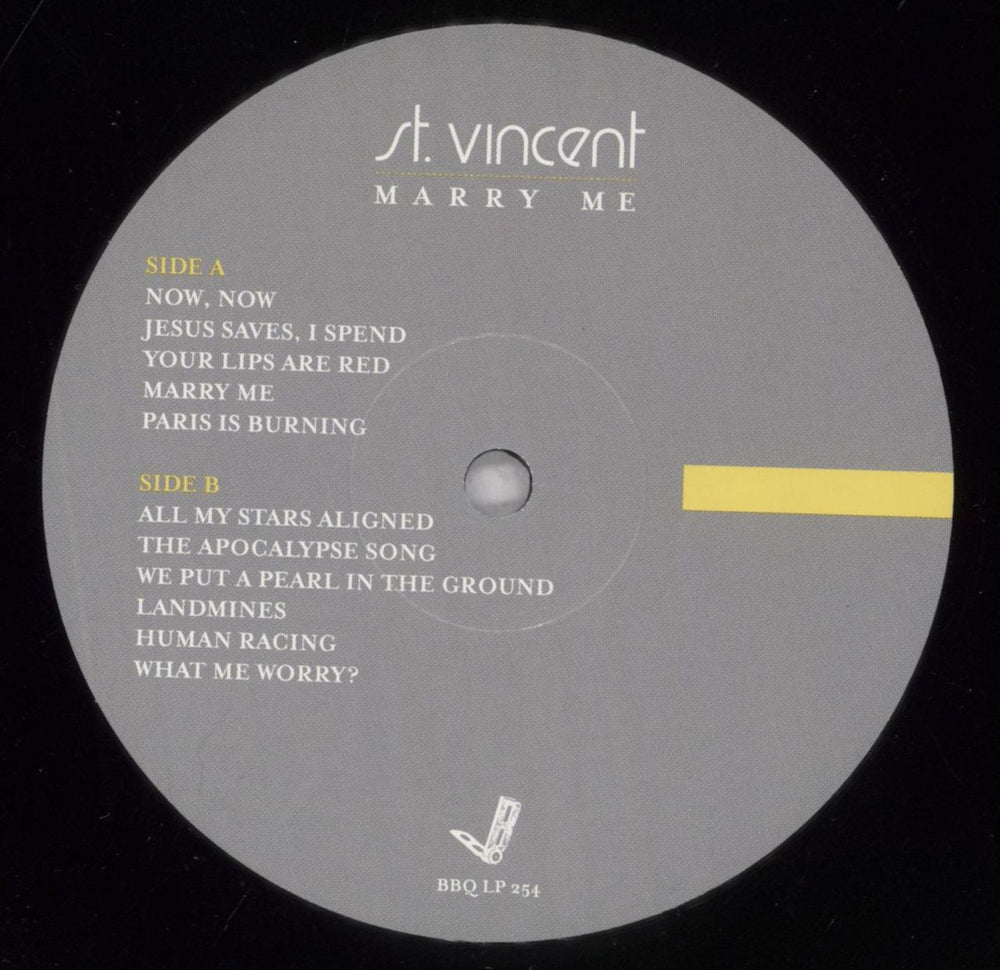 st. vincent
MARRY ME
SIDE A
NOW, NOW
JESUS SAVES, I SPEND
YOUR LIPS ARE RED
MARRY ME
PARIS IS BURNING
SIDE B
ALL MY STARS ALIGNED
THE APOCALYPSE SONG
WE PUT A PEARL IN THE GROUND
LANDMINES
HUMAN RACING
WHAT ME WORRY?
BBQ LP 254